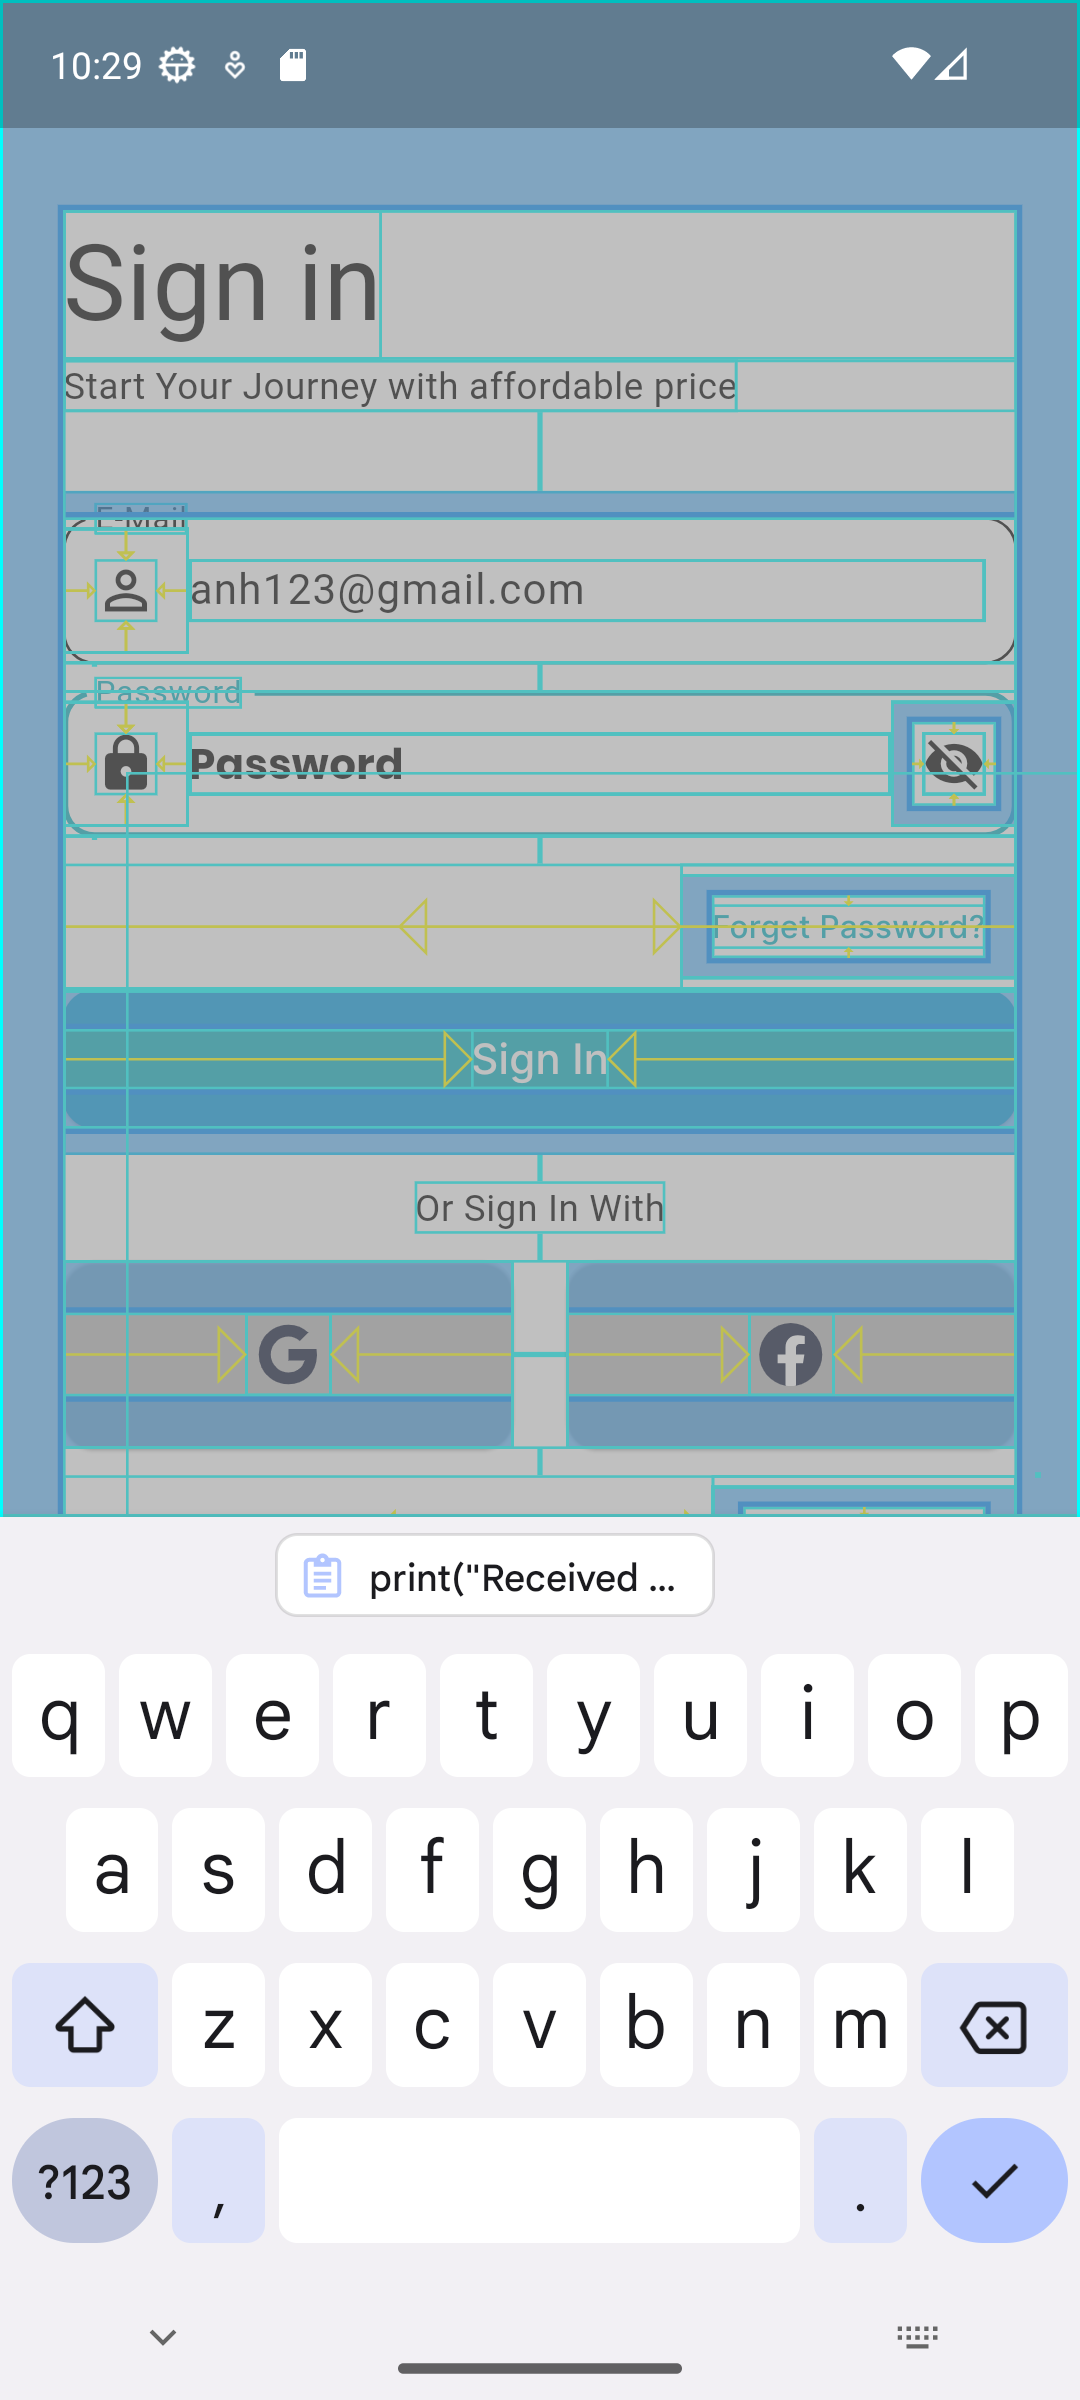 10:29
Sign in
Start Your Journey with affordable price
E-Mail
anh123@gmail.com
Password
Password
Forget Password?
Sign In
Or Sign In With
print("Received ...
q w e r t y u i o p
a s d f g h j k l
z x c v b n m
?123 , .